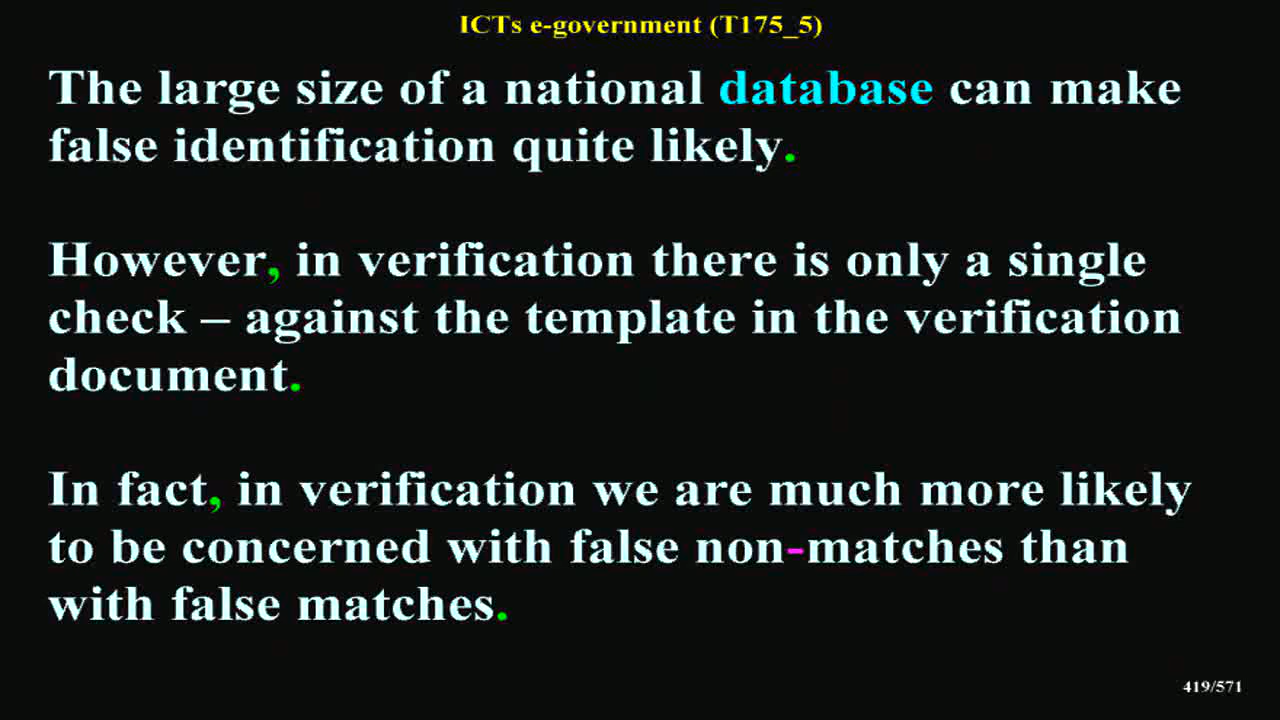 ICTs e-government (T175_5)
The large size of a national database can make
false identification quite likely.
However, in verification there is only a single
check – against the template in the verification
document.
In fact, in verification we are much more likely
to be concerned with false non-matches than
with false matches.
419/571